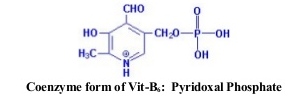 CHO
O
HO
CH₂O
P
OH
H₃C
OH
⊕
N
H
Coenzyme form of Vit-B₆: Pyridoxal Phosphate